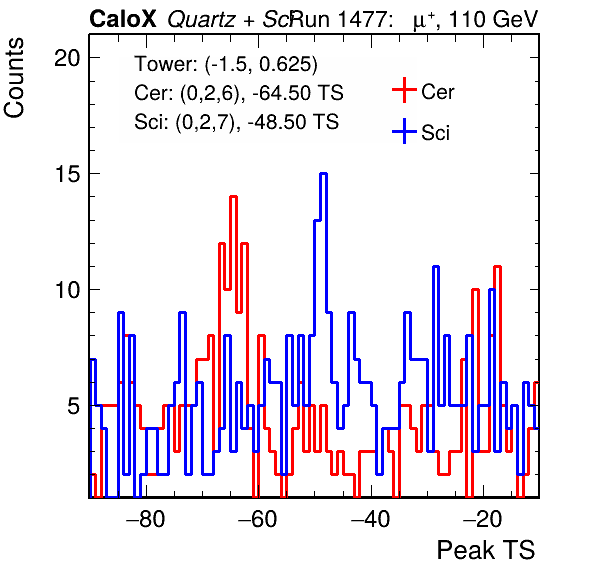 CaloX Quartz + Sci Run 1477: μ⁺, 110 GeV
Counts
20
15
10
5
Tower: (-1.5, 0.625)
Cer: (0,2,6), -64.50 TS
Sci: (0,2,7), -48.50 TS
Cer
Sci
−80 −60 −40 −20
Peak TS